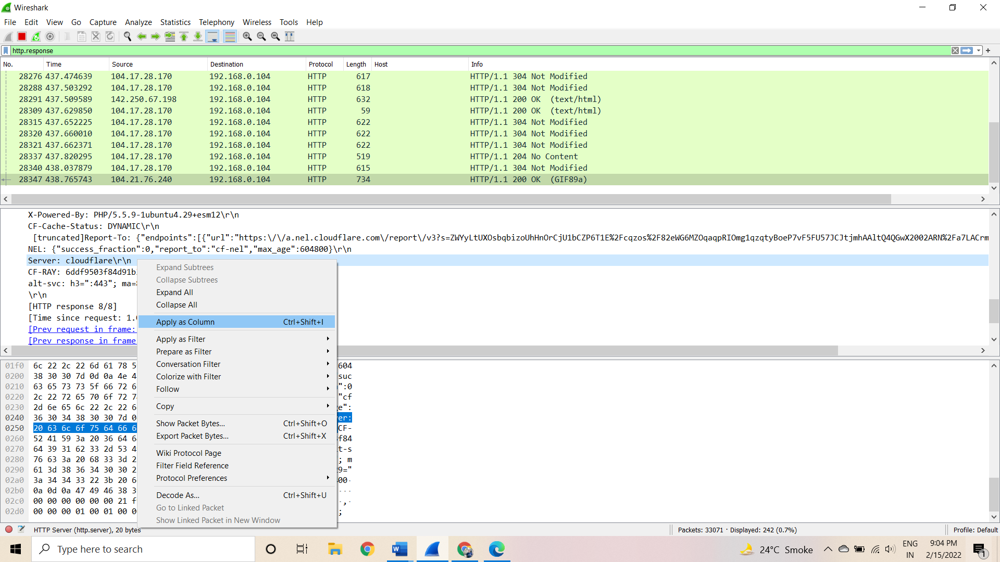 Wireshark
File Edit View Go Capture Analyze Statistics Telephony Wireless Tools Help
http.response
No. Time Source Destination Protocol Length Host Info
28276 437.474639 104.17.28.170 192.168.0.104 HTTP 617 HTTP/1.1 304 Not Modified
28288 437.503292 104.17.28.170 192.168.0.104 HTTP 618 HTTP/1.1 304 Not Modified
28291 437.509589 142.250.67.198 192.168.0.104 HTTP 632 HTTP/1.1 200 OK (text/html)
28309 437.629850 104.17.28.170 192.168.0.104 HTTP 59 HTTP/1.1 200 OK (text/html)
28315 437.652225 104.17.28.170 192.168.0.104 HTTP 622 HTTP/1.1 304 Not Modified
28320 437.660010 104.17.28.170 192.168.0.104 HTTP 622 HTTP/1.1 304 Not Modified
28321 437.662371 104.17.28.170 192.168.0.104 HTTP 622 HTTP/1.1 304 Not Modified
28337 437.820295 104.17.28.170 192.168.0.104 HTTP 519 HTTP/1.1 204 No Content
28340 438.037879 104.17.28.170 192.168.0.104 HTTP 615 HTTP/1.1 304 Not Modified
28347 438.765743 104.21.76.240 192.168.0.104 HTTP 734 HTTP/1.1 200 OK (GIF89a)
X-Powered-By: PHP/5.5.9-1ubuntu4.29+esm12\r\n
CF-Cache-Status: DYNAMIC\r\n
[truncated]Report-To: {"endpoints":[{"url":"https:\/\/a.nel.cloudflare.com\/report\/v3?s=ZWYyLtUXOsbqbizoUhHnOrCjU1bCZP6T1E%2Fcqzos%2F82eWG6MZOqaqpRIOmg1qzqtyBoeP7vF5FU57JCJtjmhAAltQ4QGwX2002ARN%2Fa7LACrm
NEL: {"success_fraction":0,"report_to":"cf-nel","max_age":604800}\r\n
Server: cloudflare\r\n
CF-RAY: 6ddf9503f84d91b
alt-svc: h3=":443"; ma=
\r\n
[HTTP response 8/8]
[Time since request: 1.
[Prev request in frame:
[Prev response in frame
Expand Subtrees
Collapse Subtrees
Expand All
Collapse All
Apply as Column Ctrl+Shift+I
Apply as Filter
Prepare as Filter
Conversation Filter
Colorize with Filter
Follow
Copy
Show Packet Bytes... Ctrl+Shift+O
Export Packet Bytes... Ctrl+Shift+X
Wiki Protocol Page
Filter Field Reference
Protocol Preferences
Decode As... Ctrl+Shift+U
Go to Linked Packet
Show Linked Packet in New Window
01f0 6c 22 2c 22 6d 61 78 5 604
0200 38 30 30 7d 0d 0a 4e 4 suc
0210 63 65 73 73 5f 66 72 6 ":0
0220 2c 22 72 65 70 6f 72 7 "cf
0230 2d 6e 65 6c 22 2c 22 6 ge":
0240 36 30 34 38 30 30 7d 0 ver:
0250 20 63 6c 6f 75 64 66 6 CF-
0260 52 41 59 3a 20 36 64 6 f84
0270 64 39 31 62 33 2d 53 4 t-s
0280 76 63 3a 20 68 33 3d 2 ; m
0290 61 3d 38 36 34 30 30 2 9="
02a0 3a 34 34 33 22 3b 20 6 400·
02b0 0a 0d 0a 47 49 46 38 3 ···
02c0 00 00 00 00 00 00 21 f ,·
02d0 00 00 00 01 00 01 00 0 ;
HTTP Server (http.server), 20 bytes
Packets: 33071 · Displayed: 242 (0.7%)
Profile: Default
Type here to search
24°C Smoke
ENG
IN
9:04 PM
2/15/2022
1